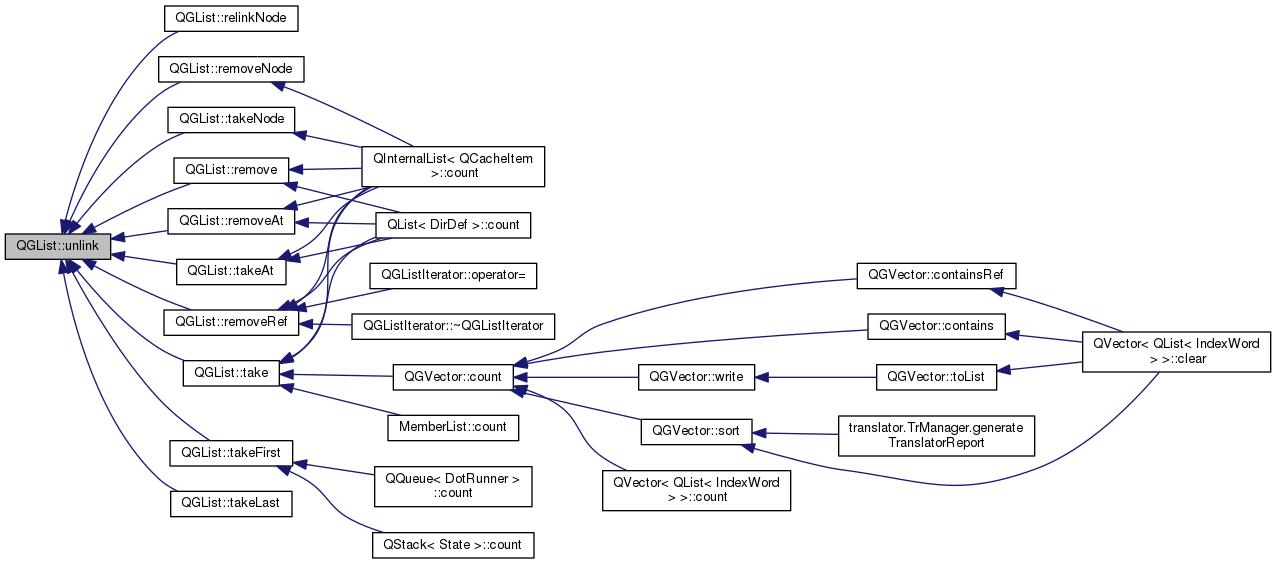 QGList::relinkNode
QGList::removeNode
QGList::takeNode
QInternalList< QCacheItem
>::count
QGList::remove
QGList::removeAt
QList< DirDef >::count
QGList::unlink
QGList::takeAt
QGListIterator::operator=
QGVector::containsRef
QGList::removeRef
QGListIterator::~QGListIterator
QGVector::contains
QVector< QList< IndexWord
> >::clear
QGList::take
QGVector::count
QGVector::write
QGVector::toList
MemberList::count
QGVector::sort
translator.TrManager.generate
TranslatorReport
QGList::takeFirst
QQueue< DotRunner >
::count
QVector< QList< IndexWord
> >::count
QGList::takeLast
QStack< State >::count